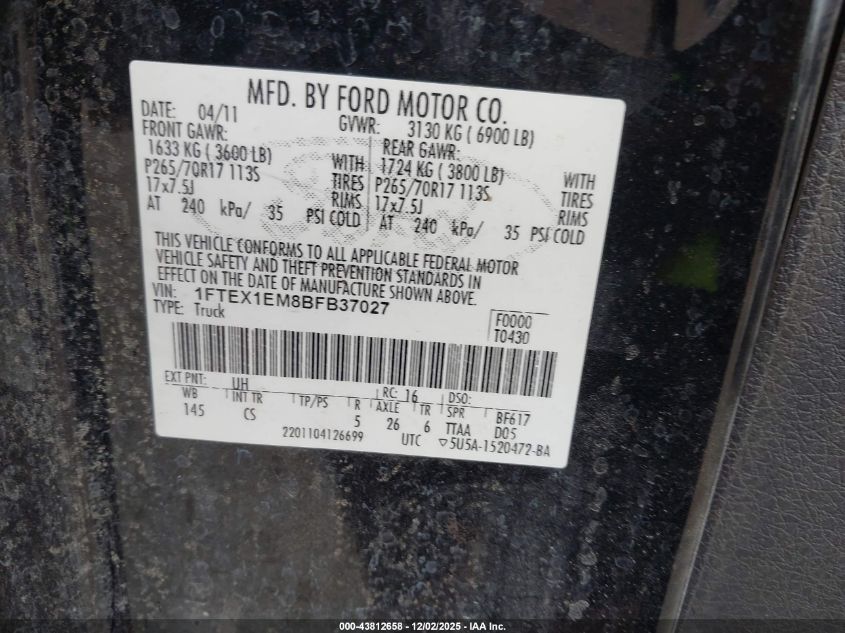 MFD. BY FORD MOTOR CO.
DATE: 04/11 GVWR: 3130 KG ( 6900 LB)
FRONT GAWR: REAR GAWR:
1633 KG ( 3600 LB) WITH 1724 KG ( 3800 LB) WITH
P265/70R17 113S TIRES P265/70R17 113S TIRES
17x7.5J RIMS 17x7.5J RIMS
AT 240 kPa/ 35 PSI COLD AT 240 kPa/ 35 PSI COLD
THIS VEHICLE CONFORMS TO ALL APPLICABLE FEDERAL MOTOR
VEHICLE SAFETY AND THEFT PREVENTION STANDARDS IN
EFFECT ON THE DATE OF MANUFACTURE SHOWN ABOVE.
VIN: 1FTEX1EM8BFB37027 F0000
TYPE: Truck T0430
EXT PNT: UH RC: 16 DSO:
WB INT TR TP/PS R AXLE TR SPR BF617
145 CS 5 26 6 TTAA D05
2201104126699 UTC ▽5U5A-1520472-BA
000-43812658 - 12/02/2025 - IAA Inc.